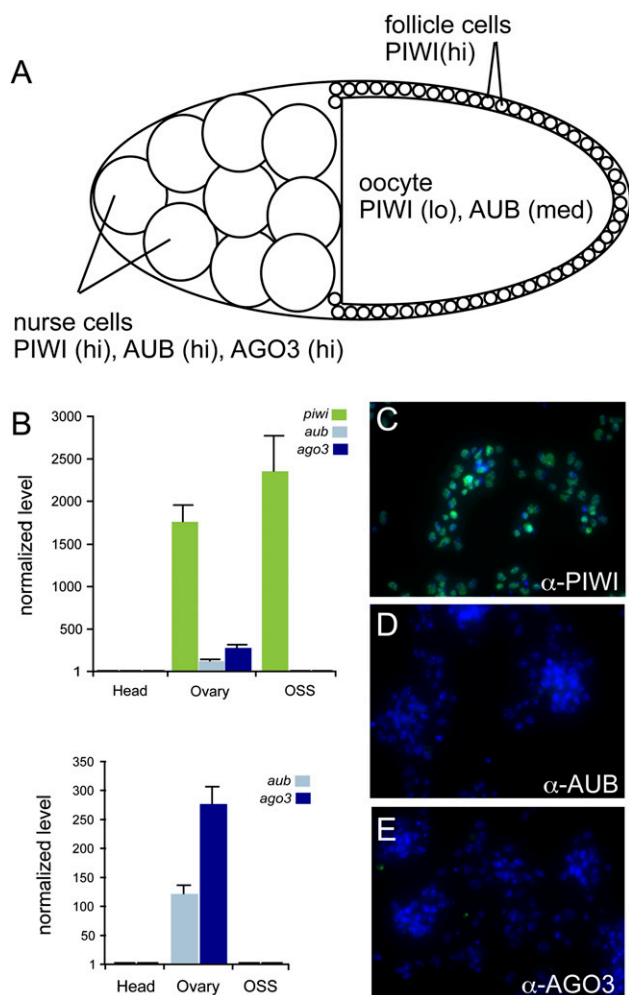 A
follicle cells
PIWI(hi)
oocyte
PIWI (lo), AUB (med)
nurse cells
PIWI (hi), AUB (hi), AGO3 (hi)
B
piwi
aub
ago3
normalized level
3000
2500
2000
1500
1000
500
1
Head Ovary OSS
aub
ago3
normalized level
350
300
250
200
150
100
50
1
Head Ovary OSS
C
α-PIWI
D
α-AUB
E
α-AGO3